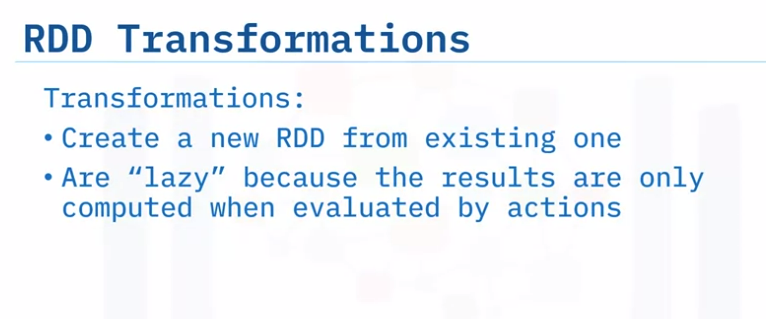 RDD Transformations
Transformations:
• Create a new RDD from existing one
• Are “lazy” because the results are only
computed when evaluated by actions